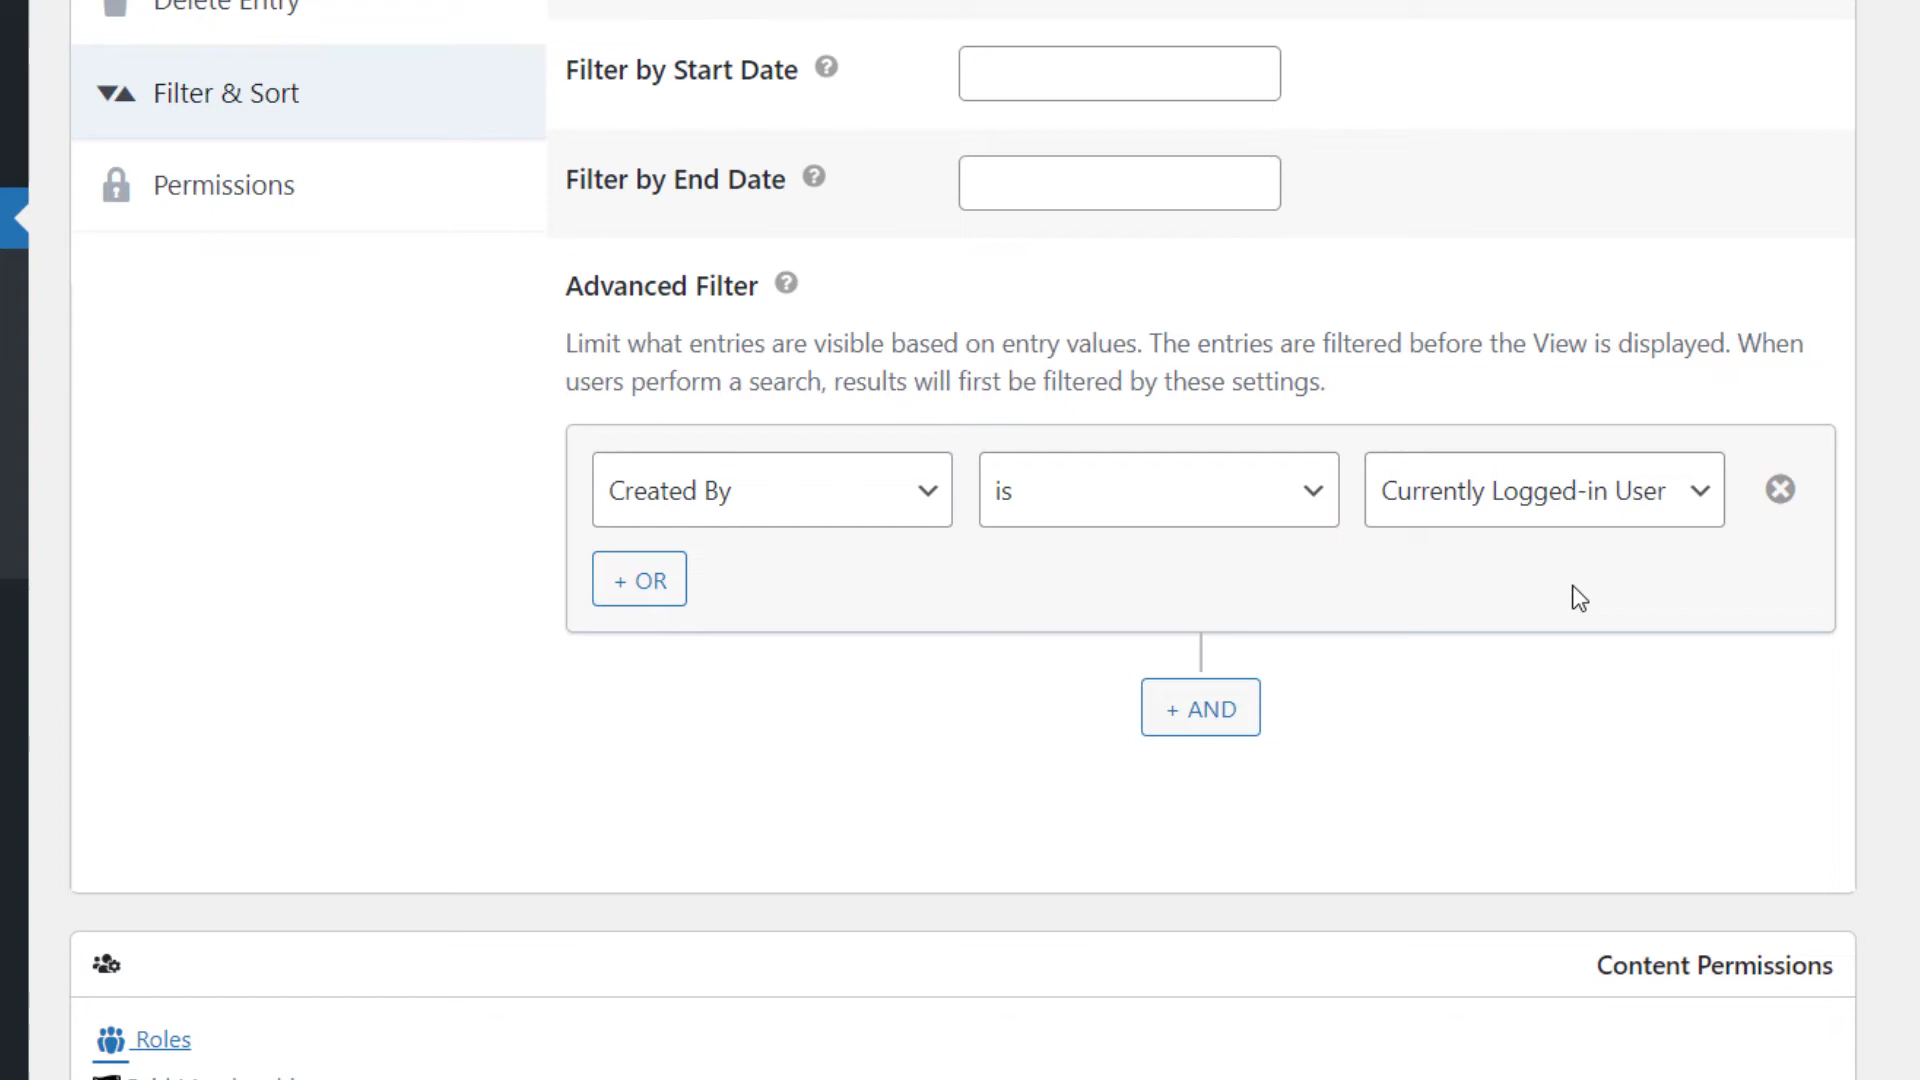 Delete Entry
Filter & Sort
Permissions
Filter by Start Date
Filter by End Date
Advanced Filter
Limit what entries are visible based on entry values. The entries are filtered before the View is displayed. When
users perform a search, results will first be filtered by these settings.
Created By
is
Currently Logged-in User
+ OR
+ AND
Content Permissions
Roles